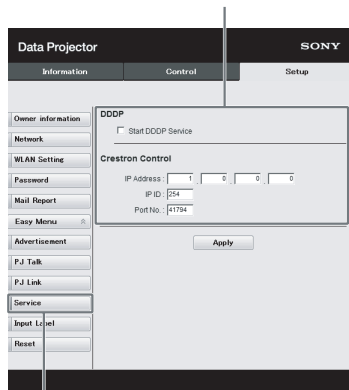 Data Projector
SONY
Information Control Setup
Owner information
Network
WLAN Setting
Password
Mail Report
Easy Menu
Advertisement
PJ Talk
PJ Link
Service
Input Label
Reset
DDDP
Start DDDP Service
Crestron Control
IP Address : 1 . 0 . 0 . 0
IP ID : 254
Port No. : 41794
Apply